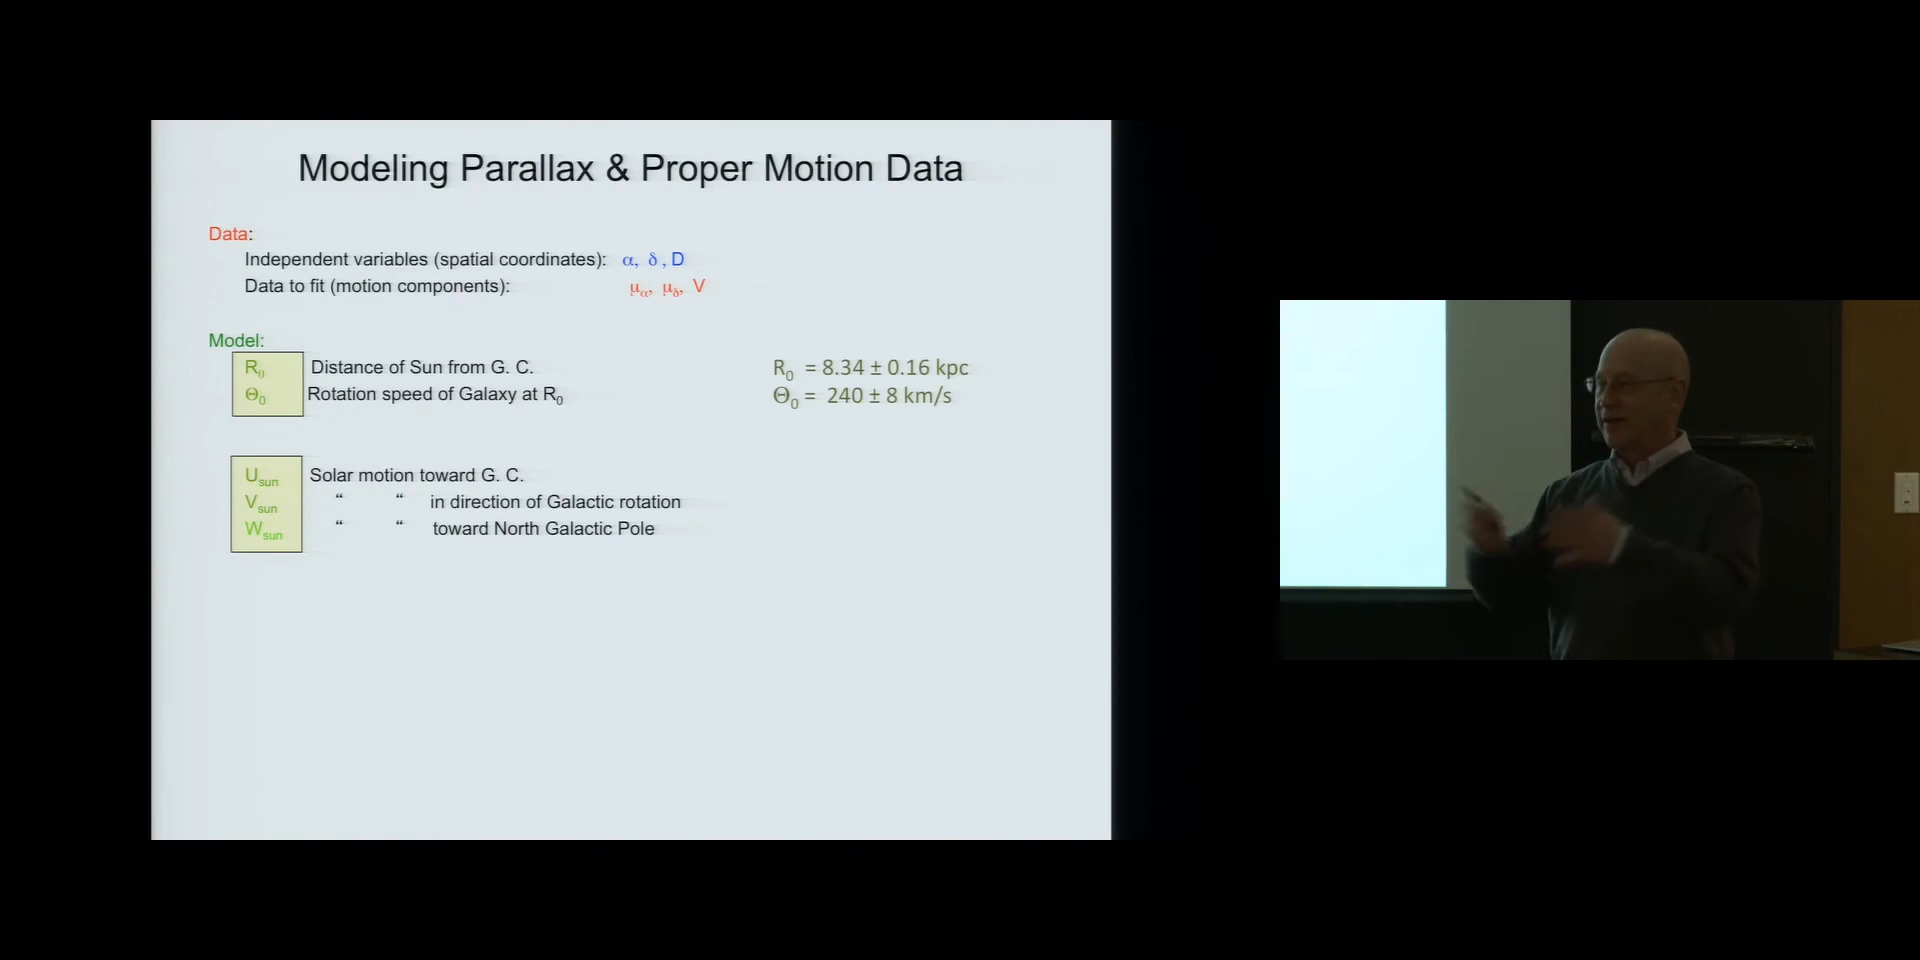 Modeling Parallax & Proper Motion Data
Data:
Independent variables (spatial coordinates): α, δ , D
Data to fit (motion components): μα, μδ, V
Model:
R₀ Distance of Sun from G. C. R₀ = 8.34 ± 0.16 kpc
Θ₀ Rotation speed of Galaxy at R₀ Θ₀ = 240 ± 8 km/s
Usun Solar motion toward G. C.
Vsun “ “ in direction of Galactic rotation
Wsun “ “ toward North Galactic Pole